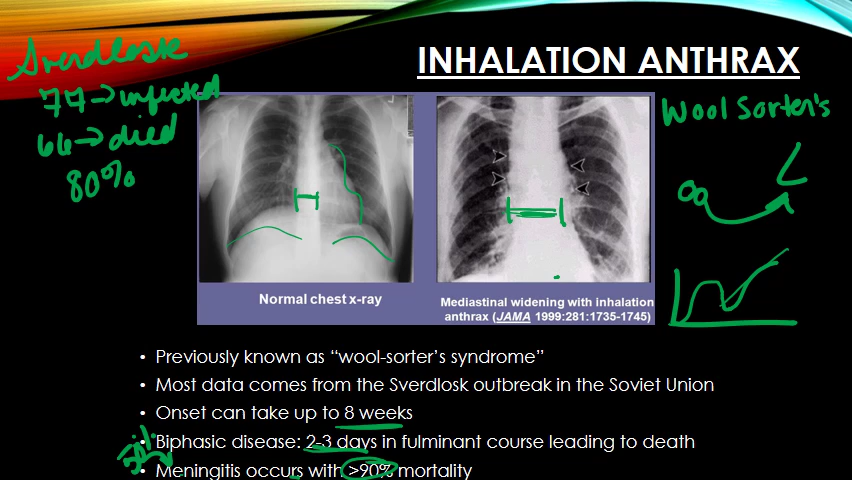 INHALATION ANTHRAX
Sverdlosk
77 → infected
66 → died
80%
Wool Sorter's
Normal chest x-ray
Mediastinal widening with inhalation
anthrax (JAMA 1999:281:1735-1745)
• Previously known as “wool-sorter’s syndrome”
• Most data comes from the Sverdlosk outbreak in the Soviet Union
• Onset can take up to 8 weeks
• Biphasic disease: 2-3 days in fulminant course leading to death
• Meningitis occurs with >90% mortality